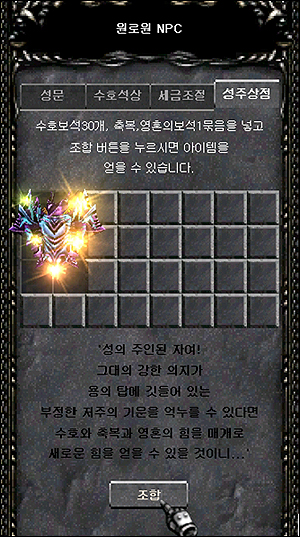 원로원 NPC
성문 수호석상 세금조절 성주상점
수호보석30개, 축복,영혼의보석1묶음을 넣고
조합 버튼을 누르시면 아이템을
얻을 수 있습니다.
'성의 주인된 자여!
그대의 강한 의지가
용의 탑에 깃들어 있는
부정한 저주의 기운을 억누를 수 있다면
수호와 축복과 영혼의 힘을 매개로
새로운 힘을 얻을 수 있을 것이니...'
조합